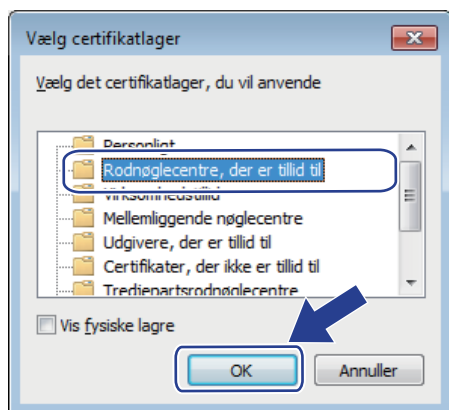 Vælg certifikatlager
Vælg det certifikatlager, du vil anvende
Personligt
Rodnøglecentre, der er tillid til
Virksomhedstillid
Mellemliggende nøglecentre
Udgivere, der er tillid til
Certifikater, der ikke er tillid til
Tredjepartsrodnøglecentre
Vis fysiske lagre
OK Annuller